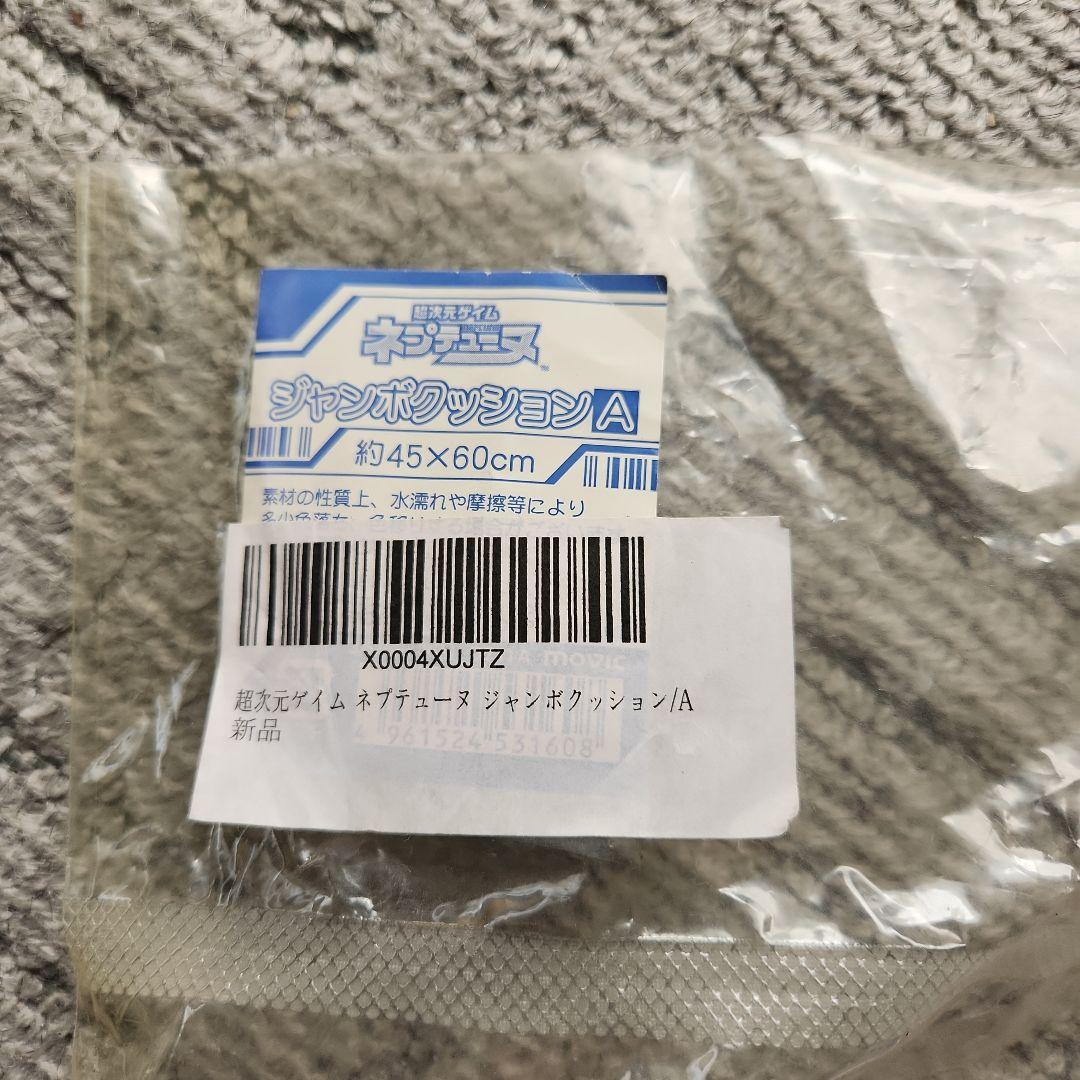 超次元ゲイム
ネプテューヌ™
ジャンボクッションA
約45×60cm
素材の性質上、水濡れや摩擦等により
X0004XUJTZ
movic
超次元ゲイム ネプテューヌ ジャンボクッション/A
新品
4 961524 531608